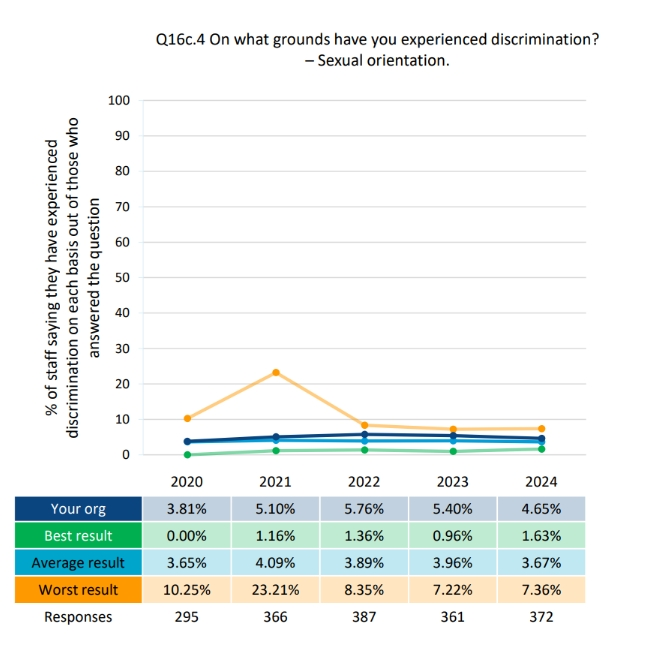 Q16c.4 On what grounds have you experienced discrimination?
– Sexual orientation.
% of staff saying they have experienced
discrimination on each basis out of those who
answered the question
100
90
80
70
60
50
40
30
20
10
0
2020 2021 2022 2023 2024
Your org 3.81% 5.10% 5.76% 5.40% 4.65%
Best result 0.00% 1.16% 1.36% 0.96% 1.63%
Average result 3.65% 4.09% 3.89% 3.96% 3.67%
Worst result 10.25% 23.21% 8.35% 7.22% 7.36%
Responses 295 366 387 361 372